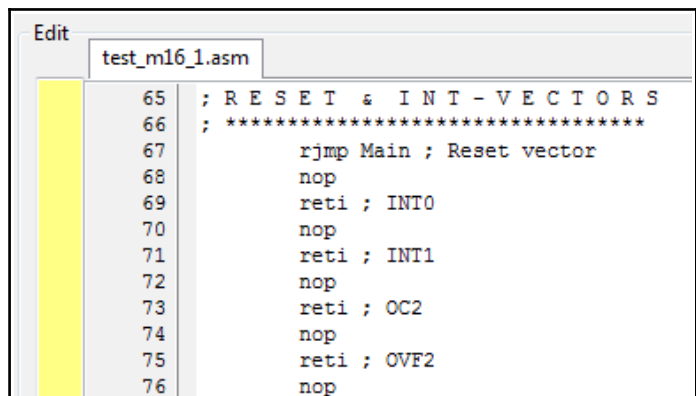 Edit
test_m16_1.asm
65 ; R E S E T & I N T - V E C T O R S
66 ; *********************************
67 rjmp Main ; Reset vector
68 nop
69 reti ; INT0
70 nop
71 reti ; INT1
72 nop
73 reti ; OC2
74 nop
75 reti ; OVF2
76 nop